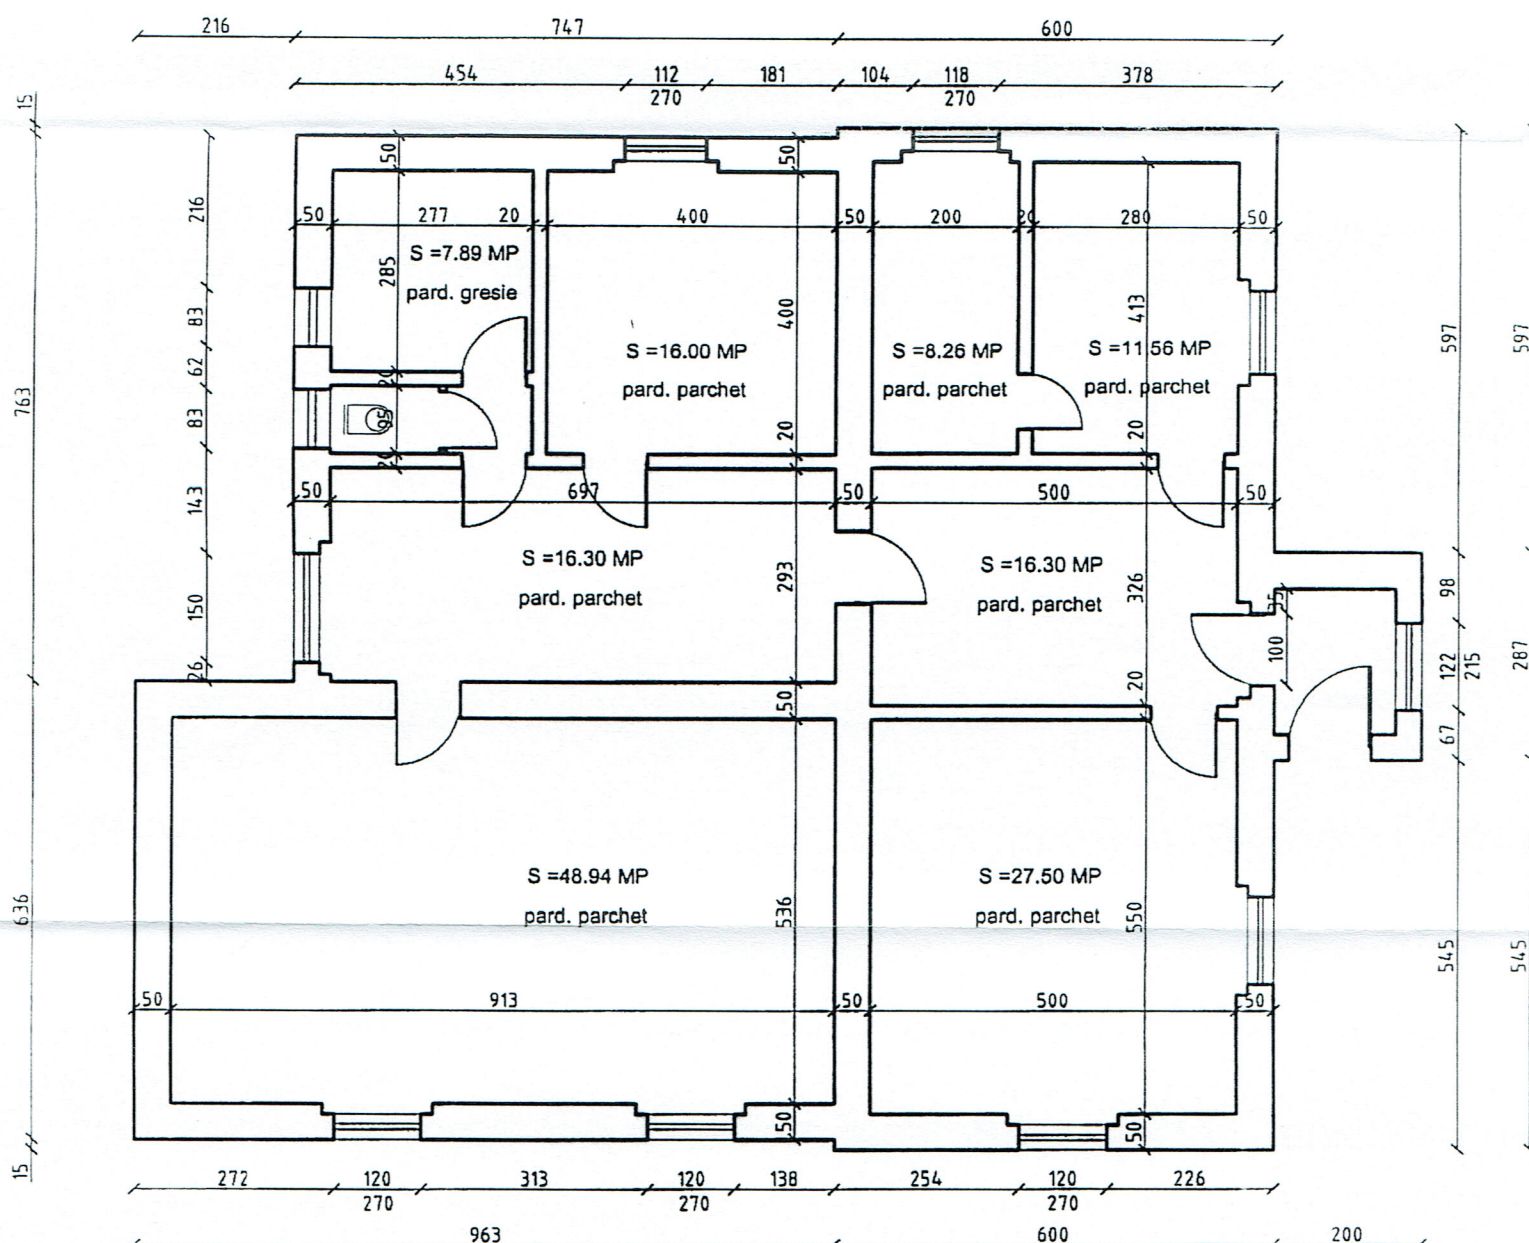 216 747 600
454 112 181 104 118 378
270 270
15
50 50
216
50 277 20 400 50 200 20 280 50
S =7.89 MP
285
pard. gresie
83 400 413
597 597
S =16.00 MP S =8.26 MP S =11.56 MP
62
pard. parchet pard. parchet pard. parchet
763 20
83 95 20 20
20
50 697 50 500 50
143
S =16.30 MP S =16.30 MP
293 326 98
pard. parchet pard. parchet 35
150 100 122 215 287
26 50 20
67
S =48.94 MP S =27.50 MP
pard. parchet pard. parchet
636 536 550
545 545
50 913 50 500 50
50 50
15
272 120 313 120 138 254 120 226
270 270 270
963 600 200